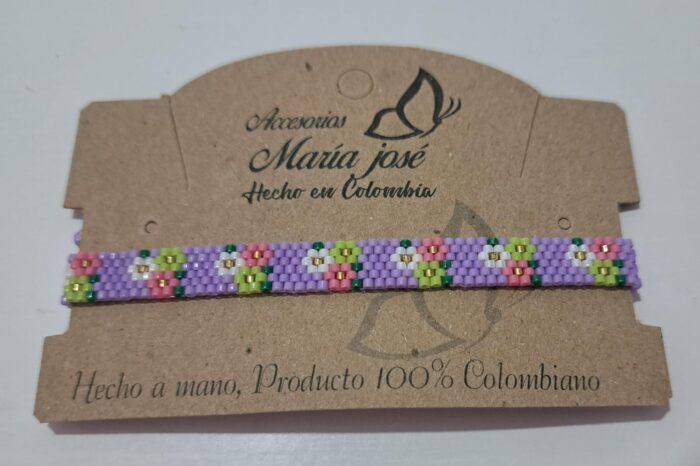 Accesorios
María josé
Hecho en Colombia
Hecho a mano, Producto 100% Colombiano